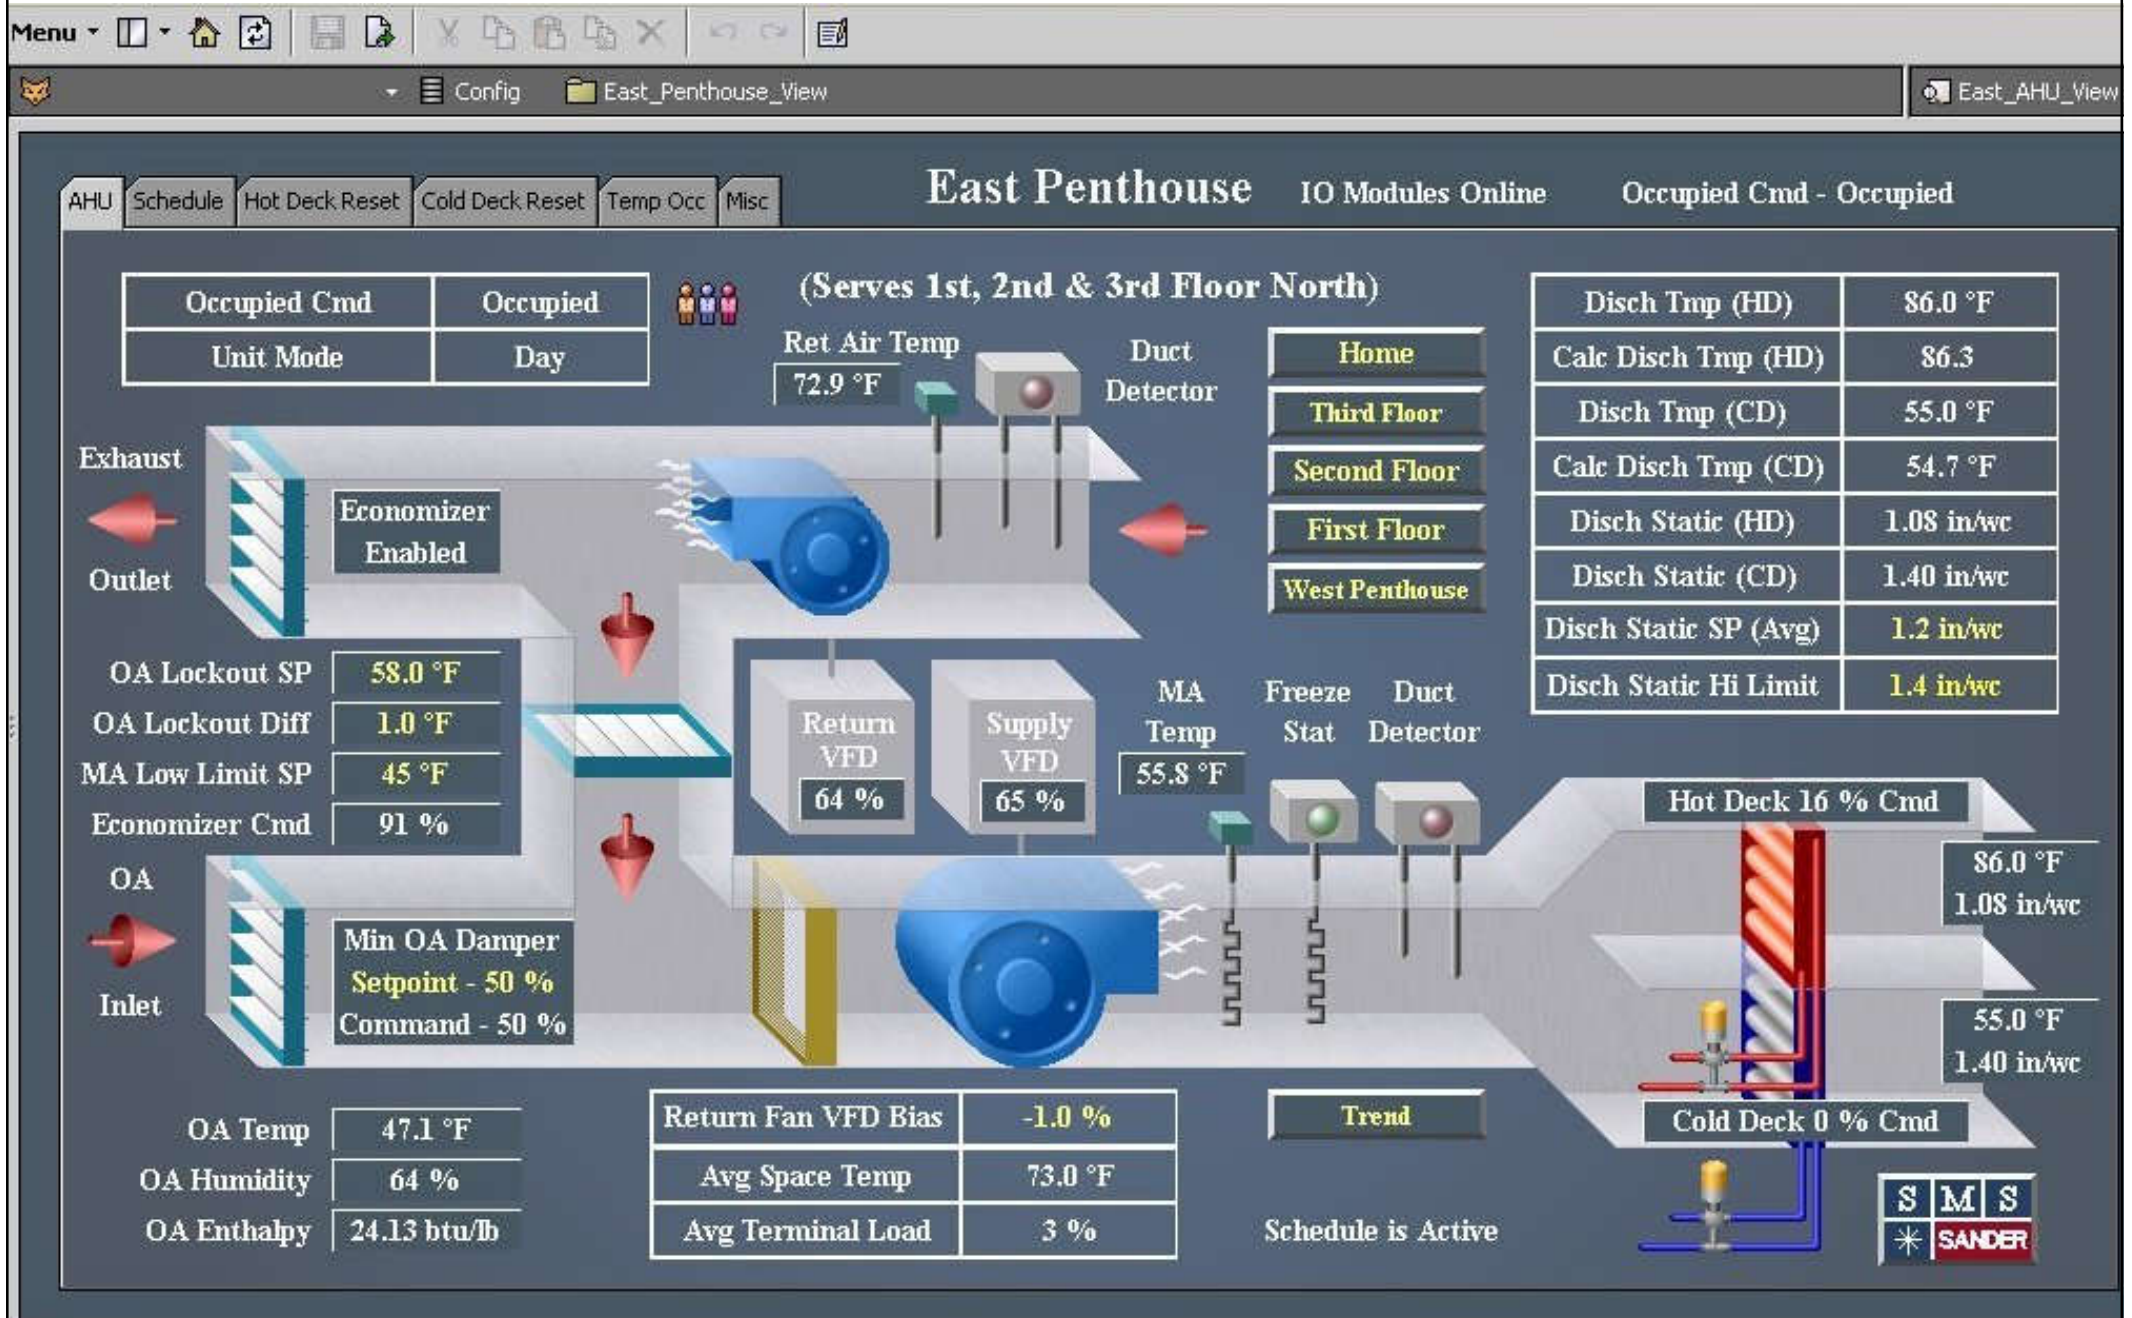 Menu
Config
East_Penthouse_View
East_AHU_View
AHU
Schedule
Hot Deck Reset
Cold Deck Reset
Temp Occ
Misc
East Penthouse
IO Modules Online
Occupied Cmd - Occupied
Occupied Cmd Occupied
Unit Mode Day
(Serves 1st, 2nd & 3rd Floor North)
Ret Air Temp
72.9 °F
Duct
Detector
Home
Third Floor
Second Floor
First Floor
West Penthouse
Disch Tmp (HD) 86.0 °F
Calc Disch Tmp (HD) 86.3
Disch Tmp (CD) 55.0 °F
Calc Disch Tmp (CD) 54.7 °F
Disch Static (HD) 1.08 in/wc
Disch Static (CD) 1.40 in/wc
Disch Static SP (Avg) 1.2 in/wc
Disch Static Hi Limit 1.4 in/wc
Exhaust
Outlet
Economizer
Enabled
OA Lockout SP 58.0 °F
OA Lockout Diff 1.0 °F
MA Low Limit SP 45 °F
Economizer Cmd 91 %
Return
VFD
64 %
Supply
VFD
65 %
MA
Temp
55.8 °F
Freeze
Stat
Duct
Detector
Hot Deck 16 % Cmd
86.0 °F
1.08 in/wc
OA
Inlet
Min OA Damper
Setpoint - 50 %
Command - 50 %
55.0 °F
1.40 in/wc
Cold Deck 0 % Cmd
OA Temp 47.1 °F
OA Humidity 64 %
OA Enthalpy 24.13 btu/lb
Return Fan VFD Bias -1.0 %
Avg Space Temp 73.0 °F
Avg Terminal Load 3 %
Trend
Schedule is Active
S M S
SANDER